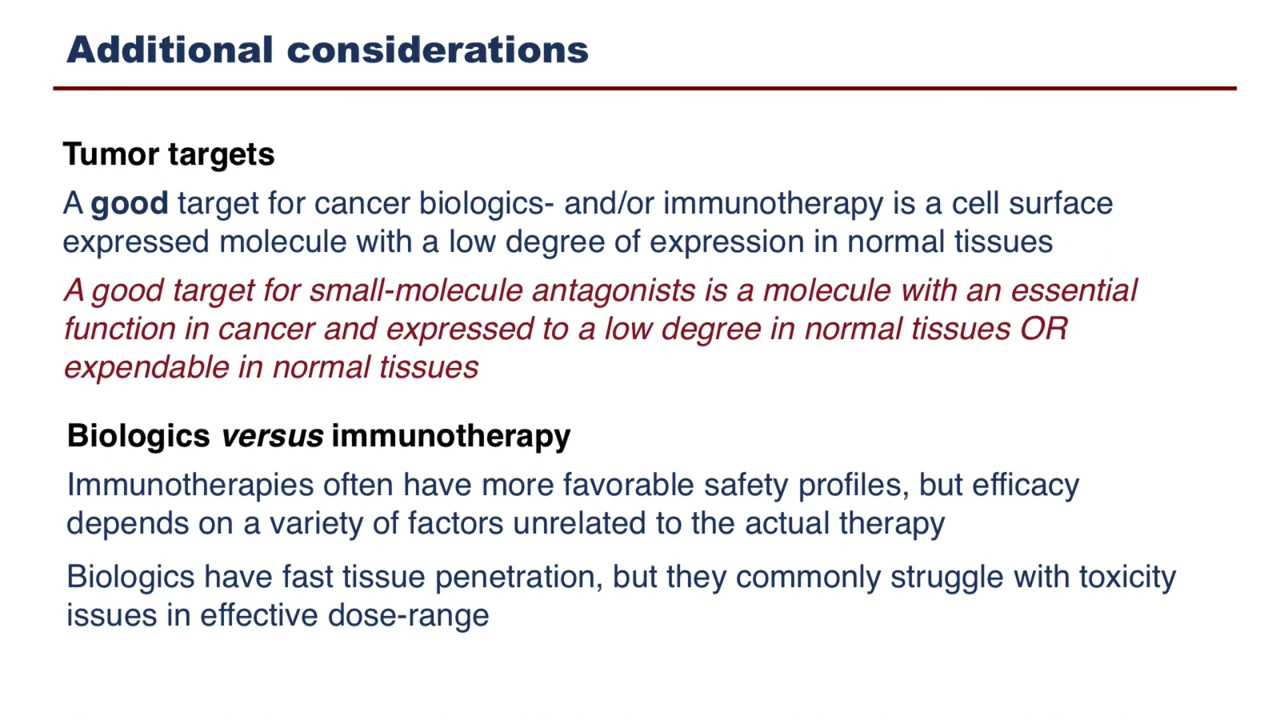 Additional considerations
Tumor targets
A good target for cancer biologics- and/or immunotherapy is a cell surface
expressed molecule with a low degree of expression in normal tissues
A good target for small-molecule antagonists is a molecule with an essential
function in cancer and expressed to a low degree in normal tissues OR
expendable in normal tissues
Biologics versus immunotherapy
Immunotherapies often have more favorable safety profiles, but efficacy
depends on a variety of factors unrelated to the actual therapy
Biologics have fast tissue penetration, but they commonly struggle with toxicity
issues in effective dose-range